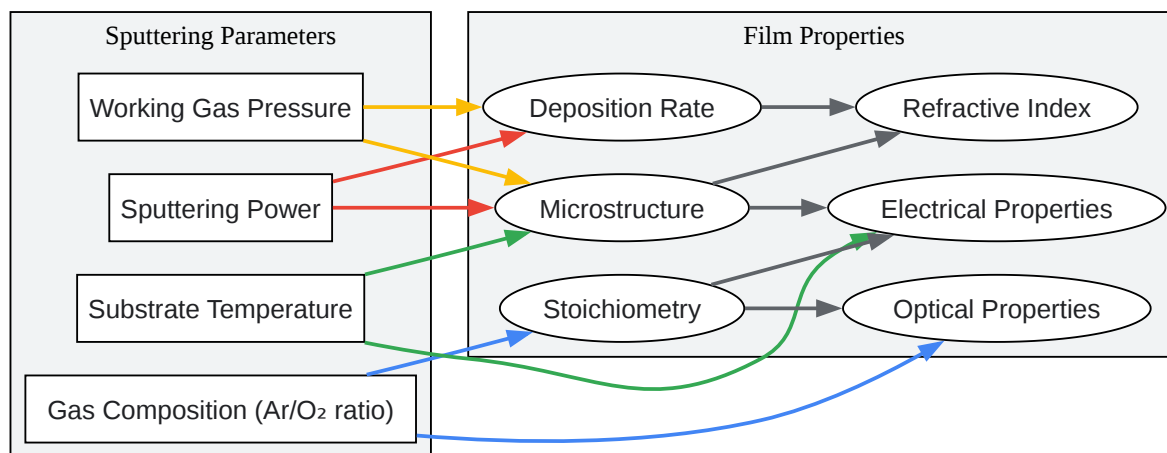 Sputtering Parameters
Film Properties
Working Gas Pressure
Deposition Rate
Refractive Index
Sputtering Power
Microstructure
Electrical Properties
Substrate Temperature
Stoichiometry
Optical Properties
Gas Composition (Ar/O₂ ratio)